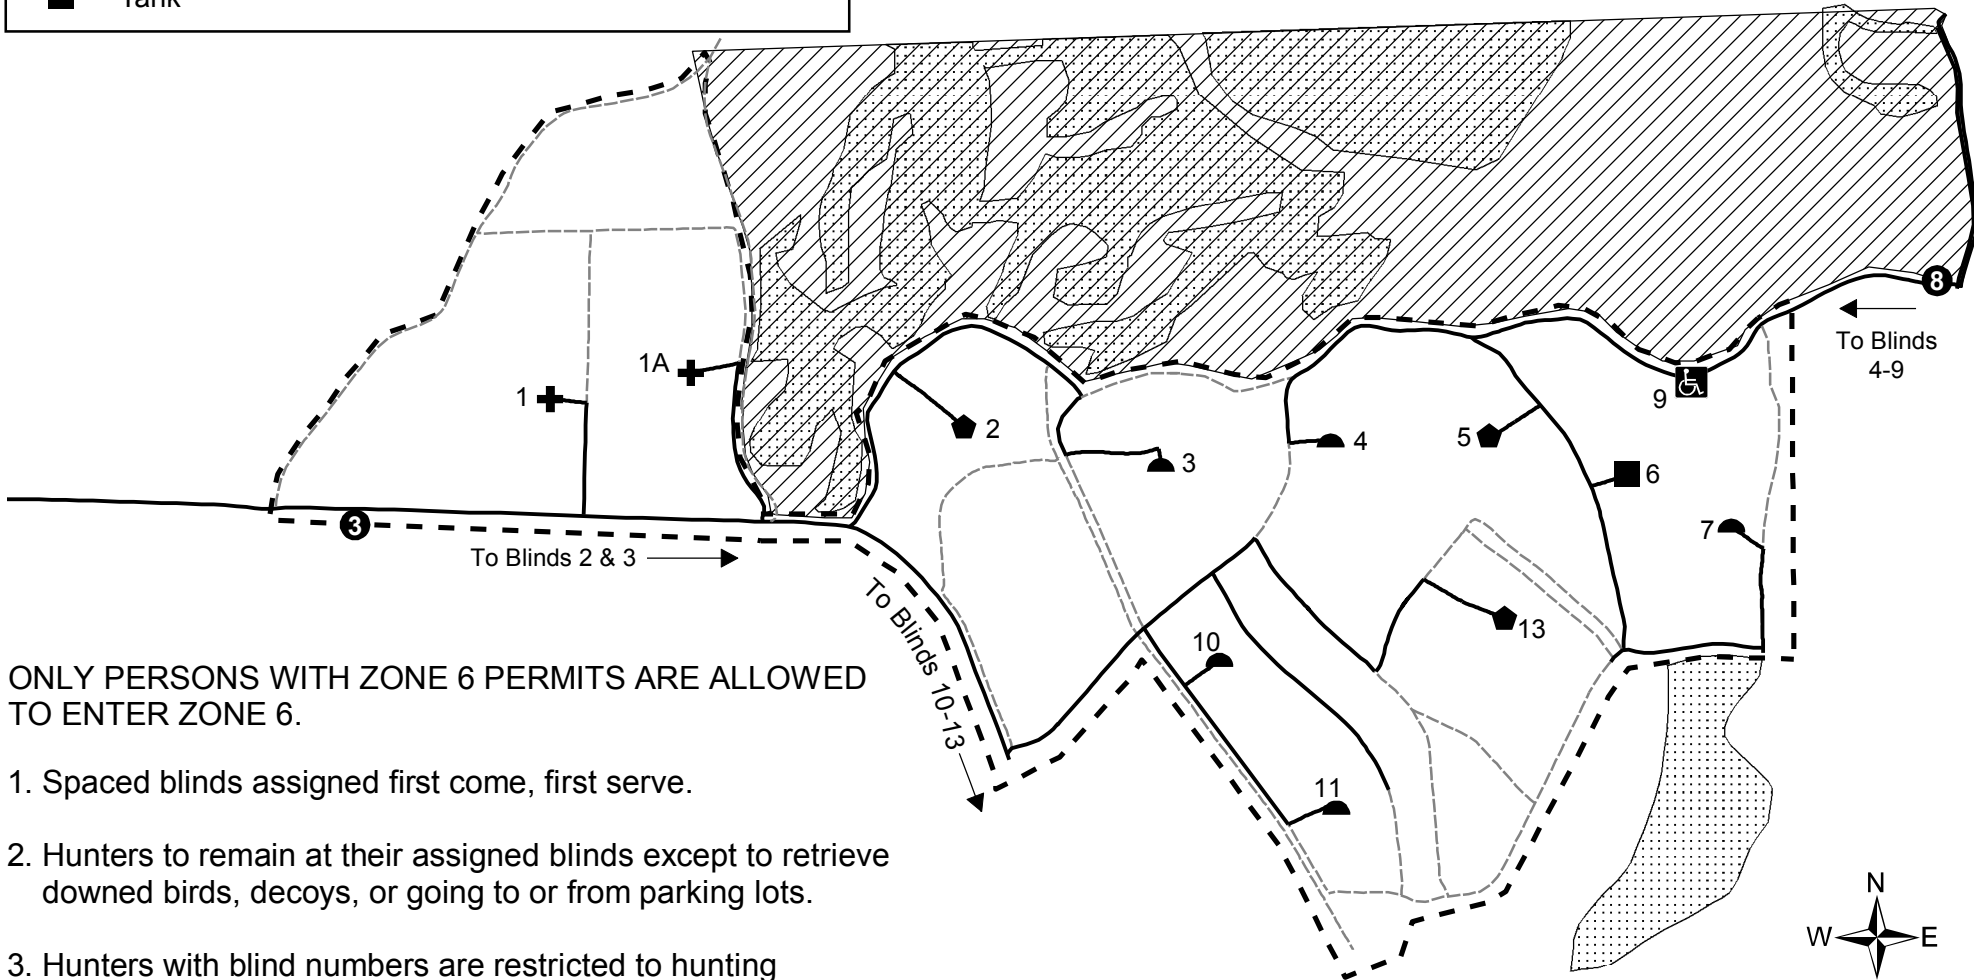 Tank
8
To Blinds
4-9
1A
1
2
3
4
5
6
7
9
3
To Blinds 2 & 3
To Blinds 10-13
10
11
13
ONLY PERSONS WITH ZONE 6 PERMITS ARE ALLOWED
TO ENTER ZONE 6.
1. Spaced blinds assigned first come, first serve.
2. Hunters to remain at their assigned blinds except to retrieve
downed birds, decoys, or going to or from parking lots.
3. Hunters with blind numbers are restricted to hunting
N
W E
S